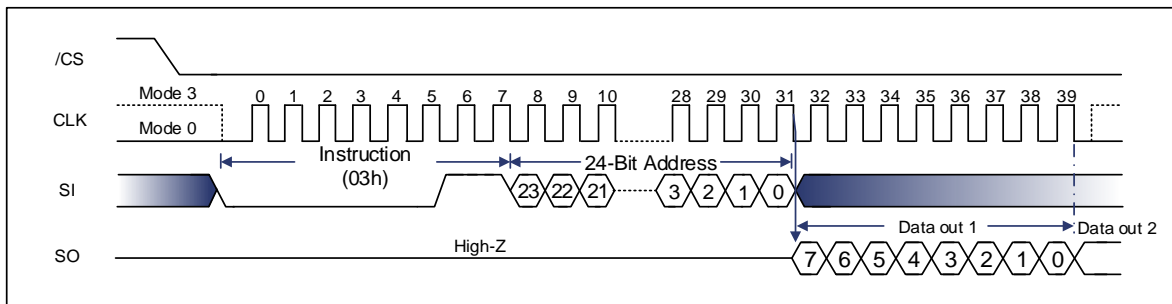 /CS
Mode 3
CLK
Mode 0
0 1 2 3 4 5 6 7 8 9 10 28 29 30 31 32 33 34 35 36 37 38 39
Instruction
(03h)
24-Bit Address
SI
23 22 21 3 2 1 0
Data out 1
Data out 2
High-Z
SO
7 6 5 4 3 2 1 0